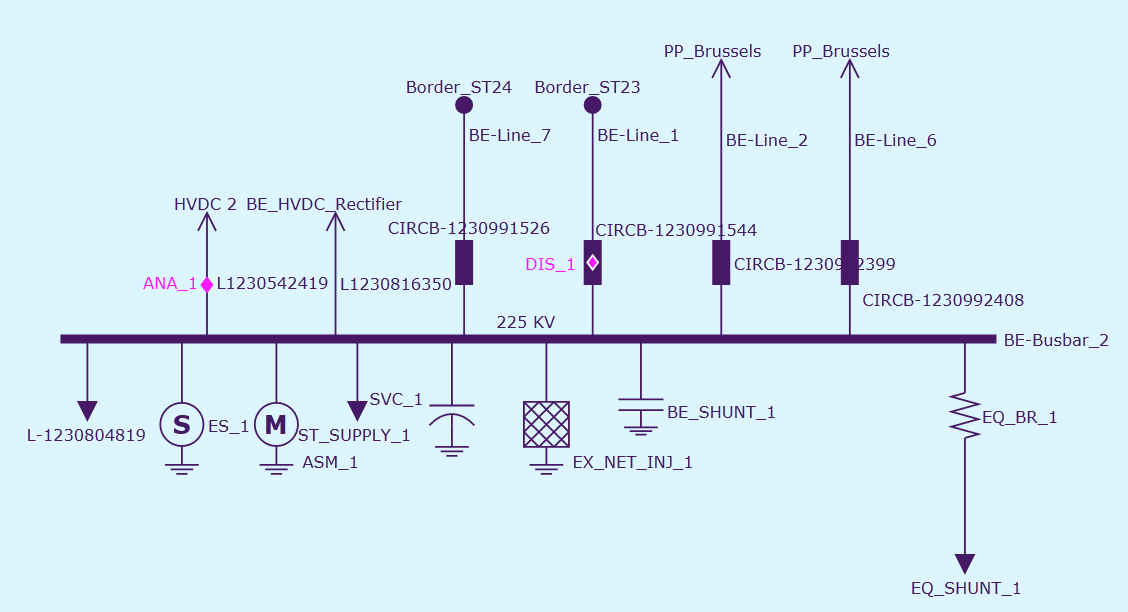 PP_Brussels
PP_Brussels
Border_ST24
Border_ST23
BE-Line_7
BE-Line_1
BE-Line_2
BE-Line_6
HVDC 2
BE_HVDC_Rectifier
CIRCB-1230991526
CIRCB-1230991544
DIS_1
CIRCB-1230992399
ANA_1
L1230542419
L1230816350
CIRCB-1230992408
225 KV
BE-Busbar_2
SVC_1
BE_SHUNT_1
EQ_BR_1
S
ES_1
M
L-1230804819
ST_SUPPLY_1
ASM_1
EX_NET_INJ_1
EQ_SHUNT_1